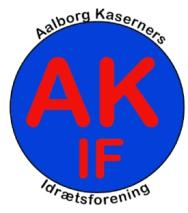 Aalborg Kaserners
AK
IF
Idrætsforening